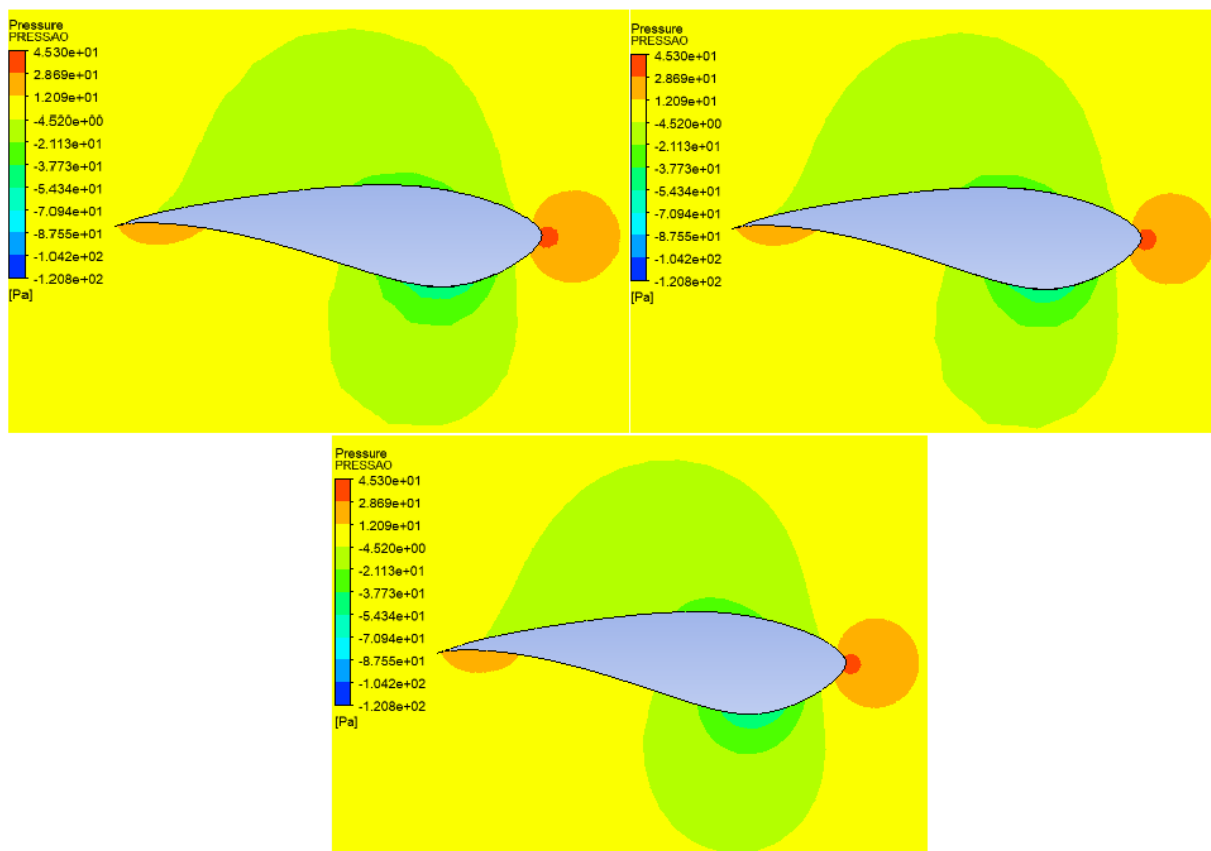 Pressure
PRESSAO
4.530e+01
2.869e+01
1.209e+01
-4.520e+00
-2.113e+01
-3.773e+01
-5.434e+01
-7.094e+01
-8.755e+01
-1.042e+02
-1.208e+02
[Pa]
Pressure
PRESSAO
4.530e+01
2.869e+01
1.209e+01
-4.520e+00
-2.113e+01
-3.773e+01
-5.434e+01
-7.094e+01
-8.755e+01
-1.042e+02
-1.208e+02
[Pa]
Pressure
PRESSAO
4.530e+01
2.869e+01
1.209e+01
-4.520e+00
-2.113e+01
-3.773e+01
-5.434e+01
-7.094e+01
-8.755e+01
-1.042e+02
-1.208e+02
[Pa]